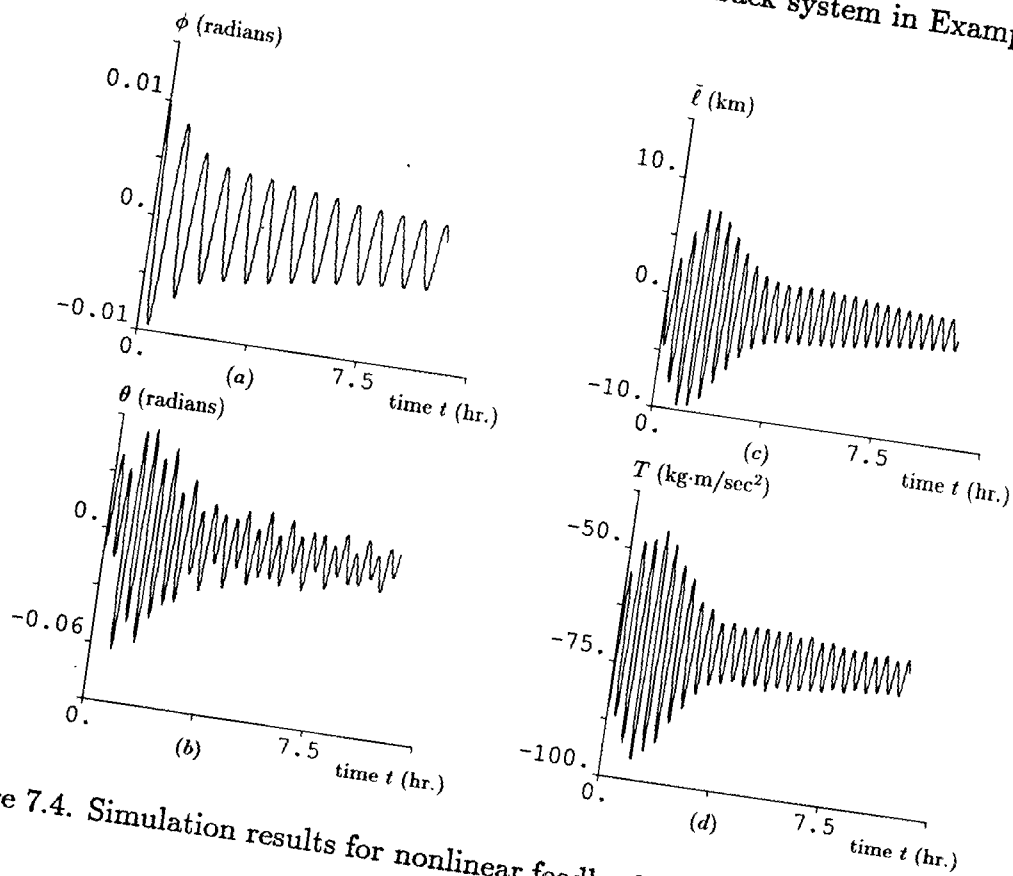 system in Examp
ϕ (radians)
0.01
0.
-0.01
0.
7.5
(a)
time t (hr.)
ℓ̄ (km)
10.
0.
-10.
0.
7.5
(c)
time t (hr.)
θ (radians)
0.
-0.06
0.
7.5
(b)
time t (hr.)
T (kg·m/sec²)
-50.
-75.
-100.
0.
7.5
(d)
time t (hr.)
e 7.4. Simulation results for nonlinear